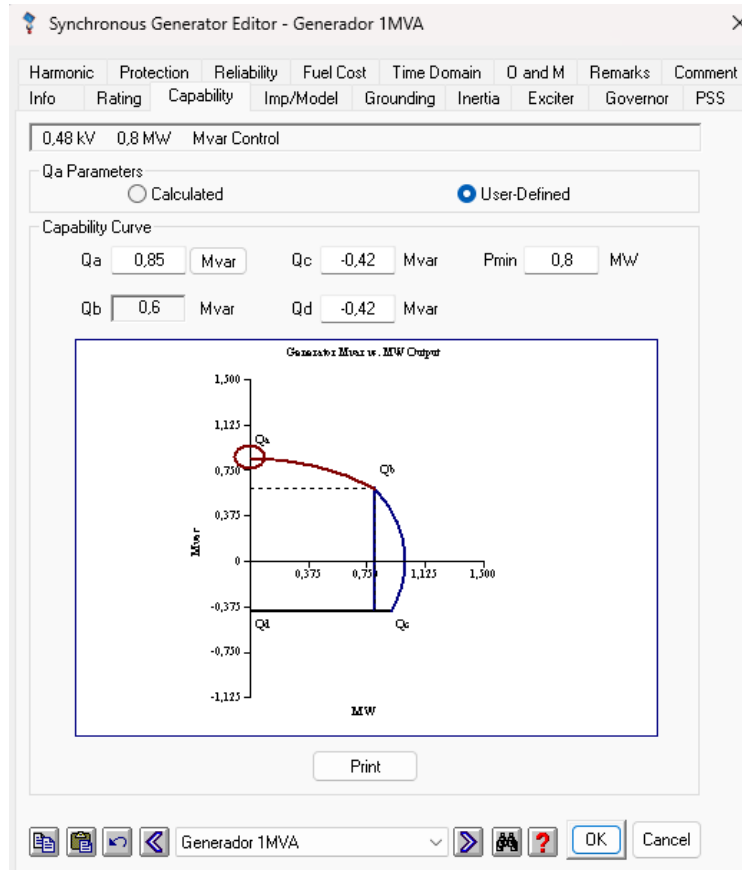 Synchronous Generator Editor - Generador 1MVA
Harmonic Protection Reliability Fuel Cost Time Domain O and M Remarks Comment
Info Rating Capability Imp/Model Grounding Inertia Exciter Governor PSS
0,48 kV 0,8 MW Mvar Control
Qa Parameters
Calculated User-Defined
Capability Curve
Qa 0,85 Mvar Qc -0,42 Mvar Pmin 0,8 MW
Qb 0,6 Mvar Qd -0,42 Mvar
Generator Mvar vs. MW Output
1,500
1,125
Qa
0,750
Qb
0,375
Mvar
0
0,375 0,750 1,125 1,500
-0,375
Qd Qc
-0,750
-1,125
MW
Print
Generador 1MVA
? OK Cancel